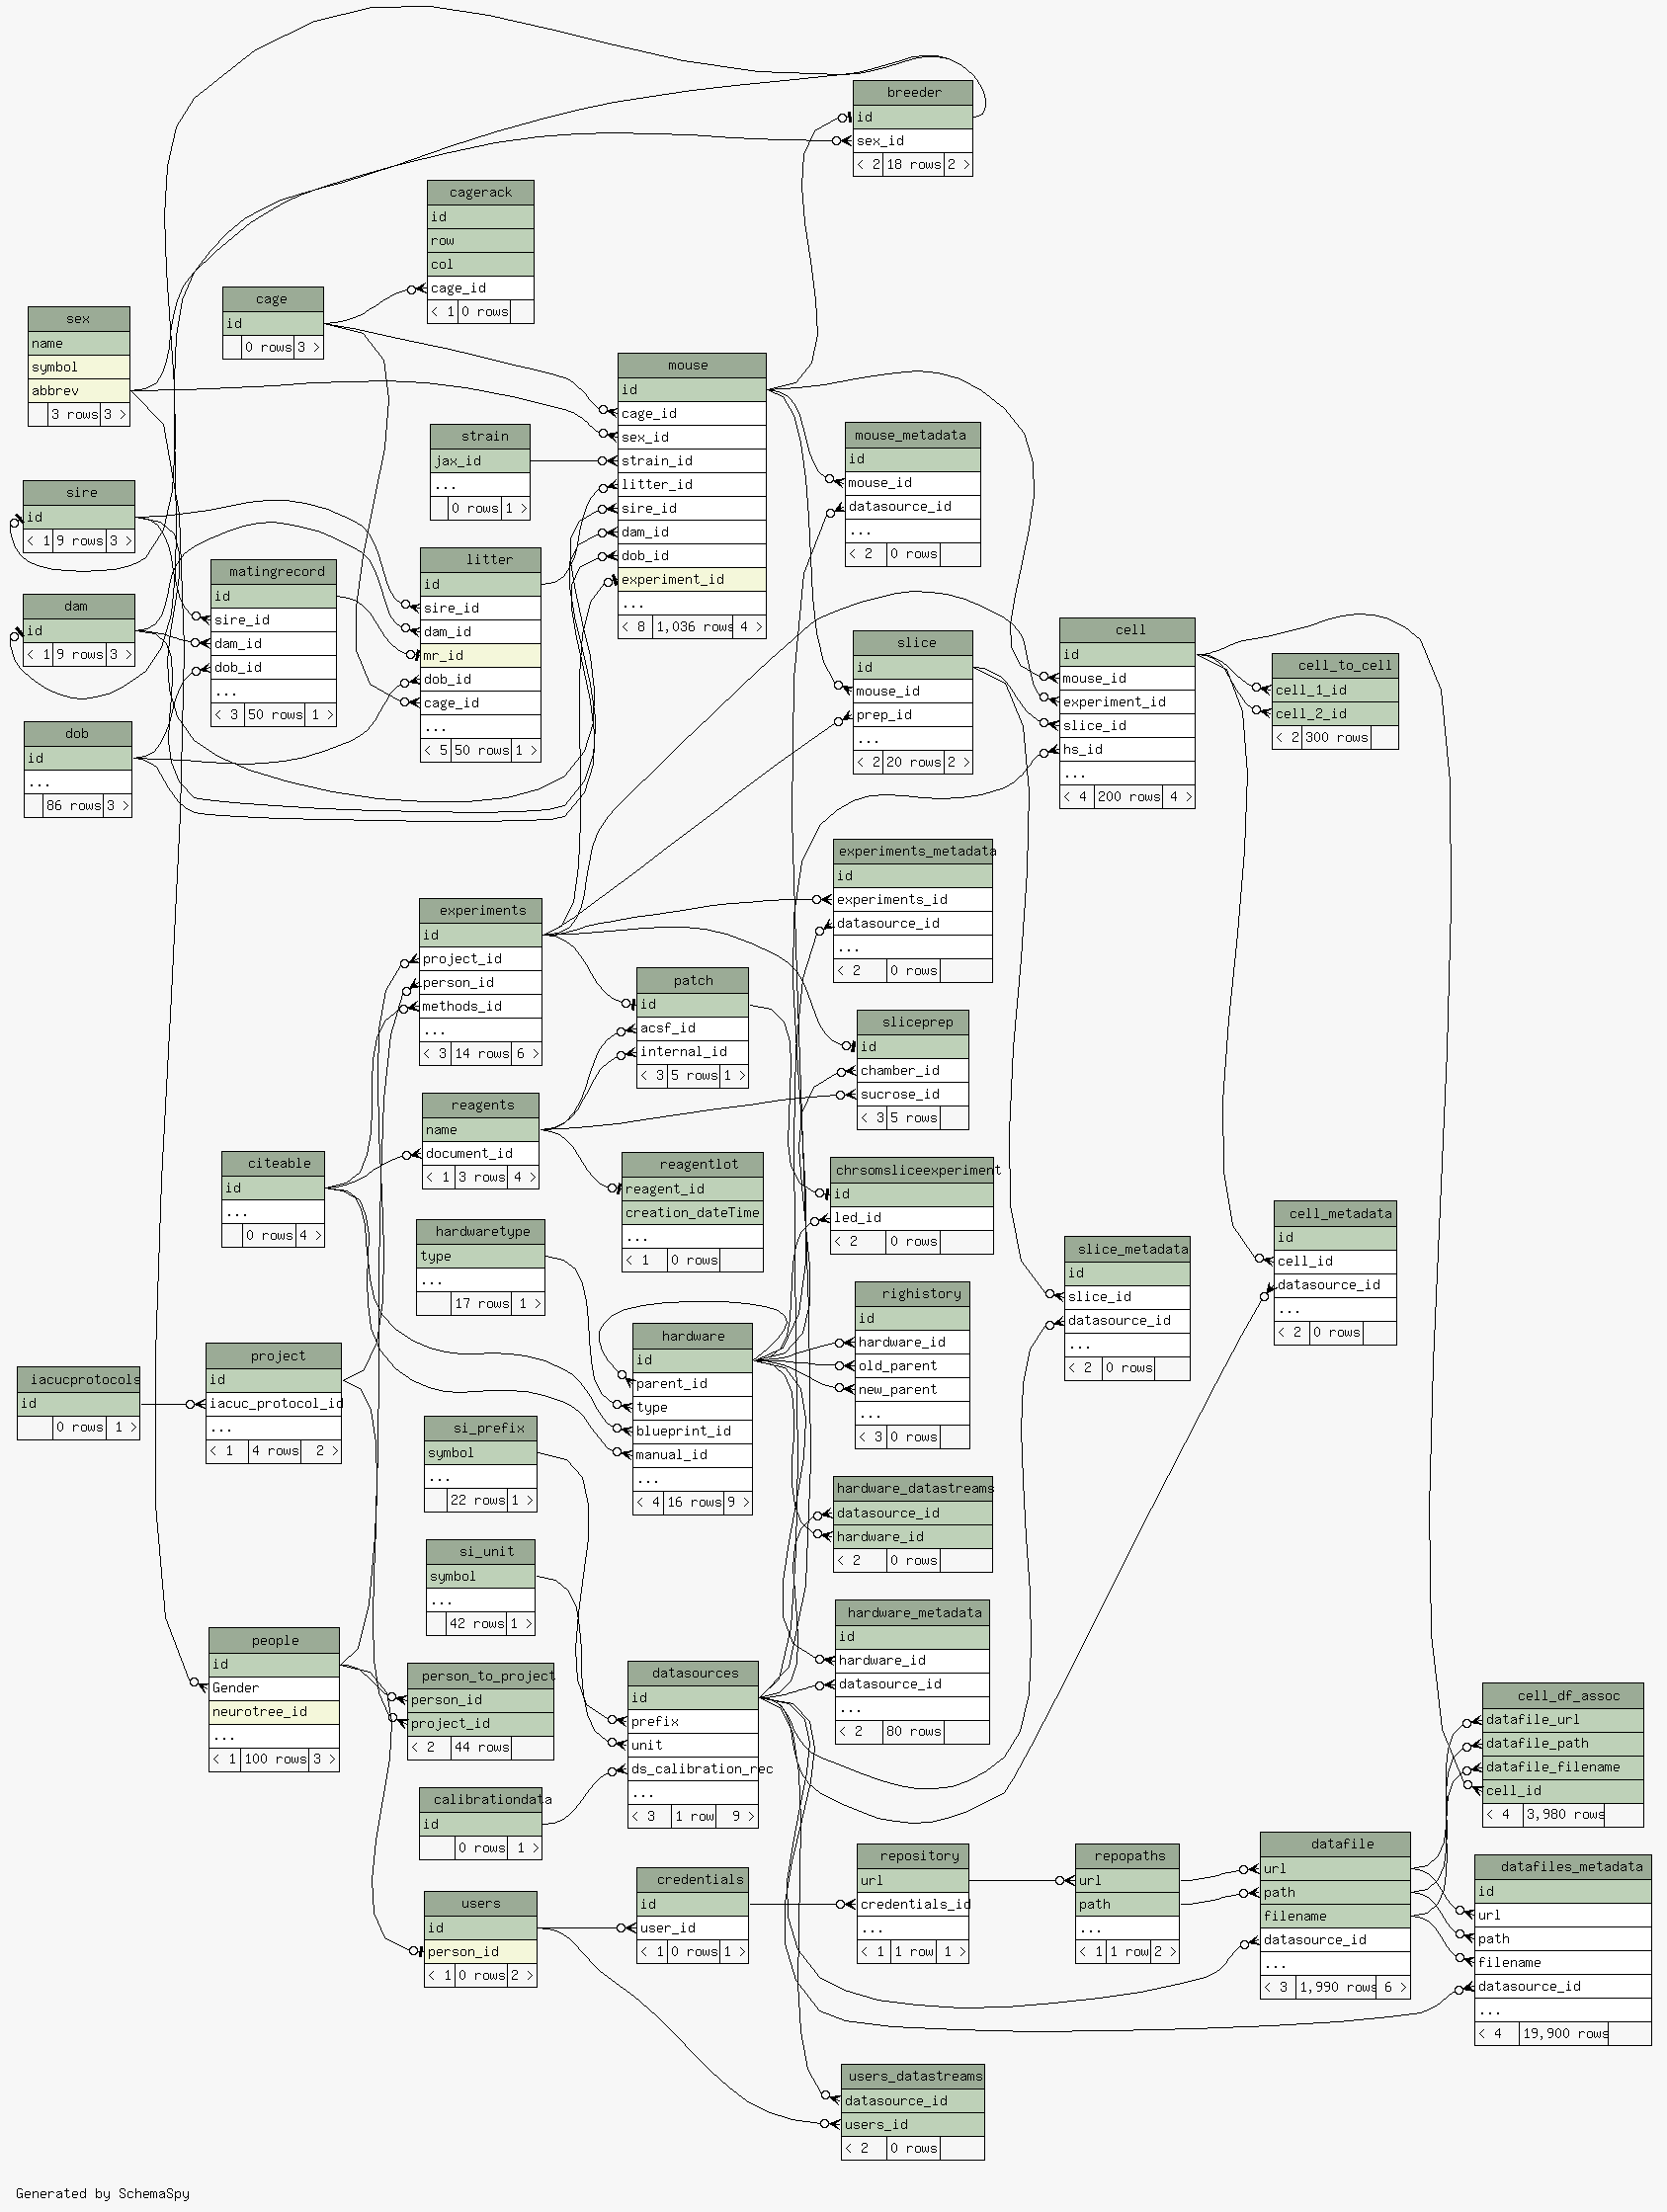 breeder
id
sex_id
< 2 18 rows 2 >
cagerack
id
row
col
cage_id
< 1 0 rows
cage
id
0 rows 3 >
sex
name
symbol
abbrev
3 rows 3 >
mouse
id
cage_id
sex_id
strain_id
litter_id
sire_id
dam_id
dob_id
experiment_id
...
< 8 1,036 rows 4 >
strain
jax_id
...
0 rows 1 >
mouse_metadata
id
mouse_id
datasource_id
...
< 2 0 rows
sire
id
< 1 9 rows 3 >
matingrecord
id
sire_id
dam_id
dob_id
...
< 3 50 rows 1 >
litter
id
sire_id
dam_id
mr_id
dob_id
cage_id
...
< 5 50 rows 1 >
dam
id
< 1 9 rows 3 >
dob
id
...
86 rows 3 >
slice
id
mouse_id
prep_id
...
< 2 20 rows 2 >
cell
id
mouse_id
experiment_id
slice_id
hs_id
...
< 4 200 rows 4 >
cell_to_cell
cell_1_id
cell_2_id
< 2 300 rows
experiments_metadata
id
experiments_id
datasource_id
...
< 2 0 rows
experiments
id
project_id
person_id
methods_id
...
< 3 14 rows 6 >
patch
id
acsf_id
internal_id
< 3 5 rows 1 >
sliceprep
id
chamber_id
sucrose_id
< 3 5 rows
reagents
name
document_id
< 1 3 rows 4 >
citeable
id
...
0 rows 4 >
reagentlot
reagent_id
creation_dateTime
...
< 1 0 rows
chrsomsliceexperiment
id
led_id
< 2 0 rows
hardwaretype
type
...
17 rows 1 >
slice_metadata
id
slice_id
datasource_id
...
< 2 0 rows
cell_metadata
id
cell_id
datasource_id
...
< 2 0 rows
righistory
id
hardware_id
old_parent
new_parent
...
< 3 0 rows
hardware
id
parent_id
type
blueprint_id
manual_id
...
< 4 16 rows 9 >
iacucprotocols
id
0 rows 1 >
project
id
iacuc_protocol_id
...
< 1 4 rows 2 >
si_prefix
symbol
...
22 rows 1 >
hardware_datastreams
datasource_id
hardware_id
< 2 0 rows
si_unit
symbol
...
42 rows 1 >
hardware_metadata
id
hardware_id
datasource_id
...
< 2 80 rows
people
id
Gender
neurotree_id
...
< 1 100 rows 3 >
person_to_project
person_id
project_id
< 2 44 rows
datasources
id
prefix
unit
ds_calibration_rec
...
< 3 1 row 9 >
cell_df_assoc
datafile_url
datafile_path
datafile_filename
cell_id
< 4 3,980 rows
calibrationdata
id
0 rows 1 >
users
id
person_id
< 1 0 rows 2 >
credentials
id
user_id
< 1 0 rows 1 >
repository
url
credentials_id
...
< 1 1 row 1 >
repopaths
url
path
...
< 1 1 row 2 >
datafile
url
path
filename
datasource_id
...
< 3 1,990 rows 6 >
datafiles_metadata
id
url
path
filename
datasource_id
...
< 4 19,900 rows
users_datastreams
datasource_id
users_id
< 2 0 rows
Generated by SchemaSpy